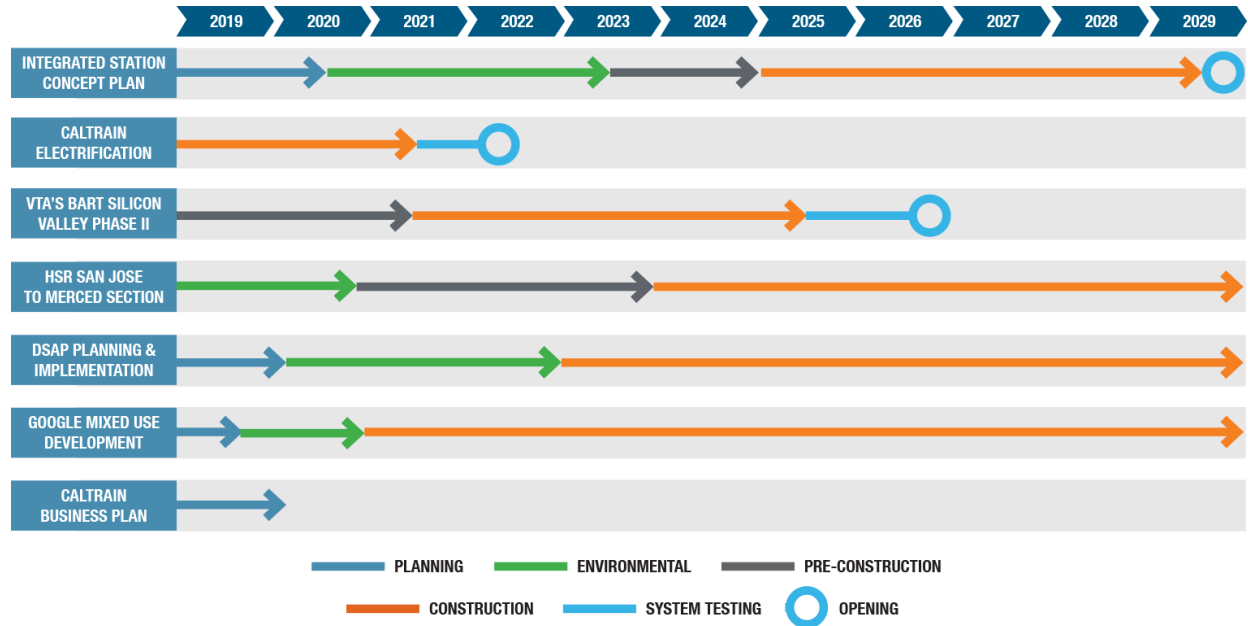 2019 2020 2021 2022 2023 2024 2025 2026 2027 2028 2029
INTEGRATED STATION
CONCEPT PLAN
CALTRAIN
ELECTRIFICATION
VTA'S BART SILICON
VALLEY PHASE II
HSR SAN JOSE
TO MERCED SECTION
DSAP PLANNING &
IMPLEMENTATION
GOOGLE MIXED USE
DEVELOPMENT
CALTRAIN
BUSINESS PLAN
PLANNING ENVIRONMENTAL PRE-CONSTRUCTION
CONSTRUCTION SYSTEM TESTING OPENING